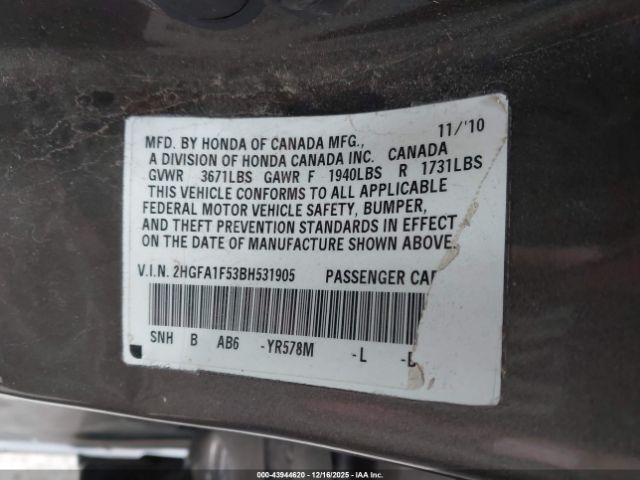 11/'10
MFD. BY HONDA OF CANADA MFG.,
A DIVISION OF HONDA CANADA INC. CANADA
GVWR 3671LBS GAWR F 1940LBS R 1731LBS
THIS VEHICLE CONFORMS TO ALL APPLICABLE
FEDERAL MOTOR VEHICLE SAFETY, BUMPER,
AND THEFT PREVENTION STANDARDS IN EFFECT
ON THE DATE OF MANUFACTURE SHOWN ABOVE.
V.I.N. 2HGFA1F53BH531905 PASSENGER CA
SNH B AB6 -YR578M -L -
000-43944620 - 12/16/2025 - IAA Inc.